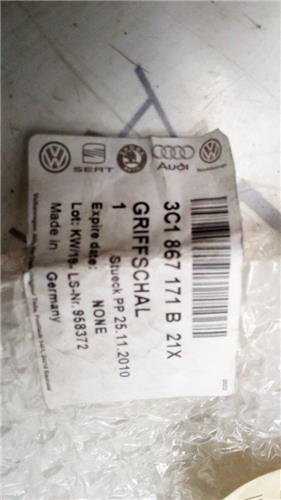 SEAT
Audi
3C1 867 171 B 21X
GRIFFSCHAL
1 Stueck PP 25.11.2010
Expire date: NONE
Lot: KW/19 LS-Nr. 958372
Made in Germany